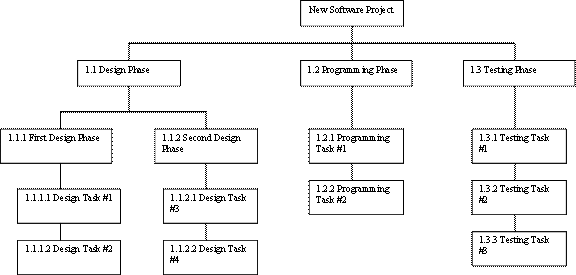 New Software Project
1.1 Design Phase
1.2 Programming Phase
1.3 Testing Phase
1.1.1 First Design Phase
1.1.2 Second Design
Phase
1.2.1 Programming
Task #1
1.3.1 Testing Task
#1
1.1.1.1 Design Task #1
1.1.2.1 Design Task
#3
1.2.2 Programming
Task #2
1.3.2 Testing Task
#2
1.1.1.2 Design Task #2
1.1.2.2 Design Task
#4
1.3.3 Testing Task
#3